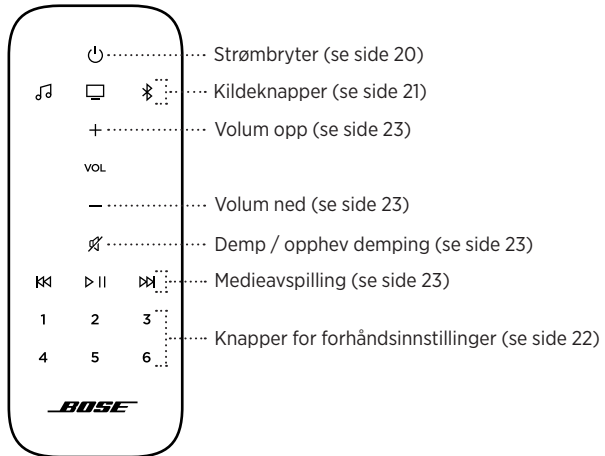 Strømbryter (se side 20)
Kildeknapper (se side 21)
Volum opp (se side 23)
VOL
Volum ned (se side 23)
Demp / opphev demping (se side 23)
Medieavspilling (se side 23)
1 2 3
Knapper for forhåndsinnstillinger (se side 22)
4 5 6
BOSE